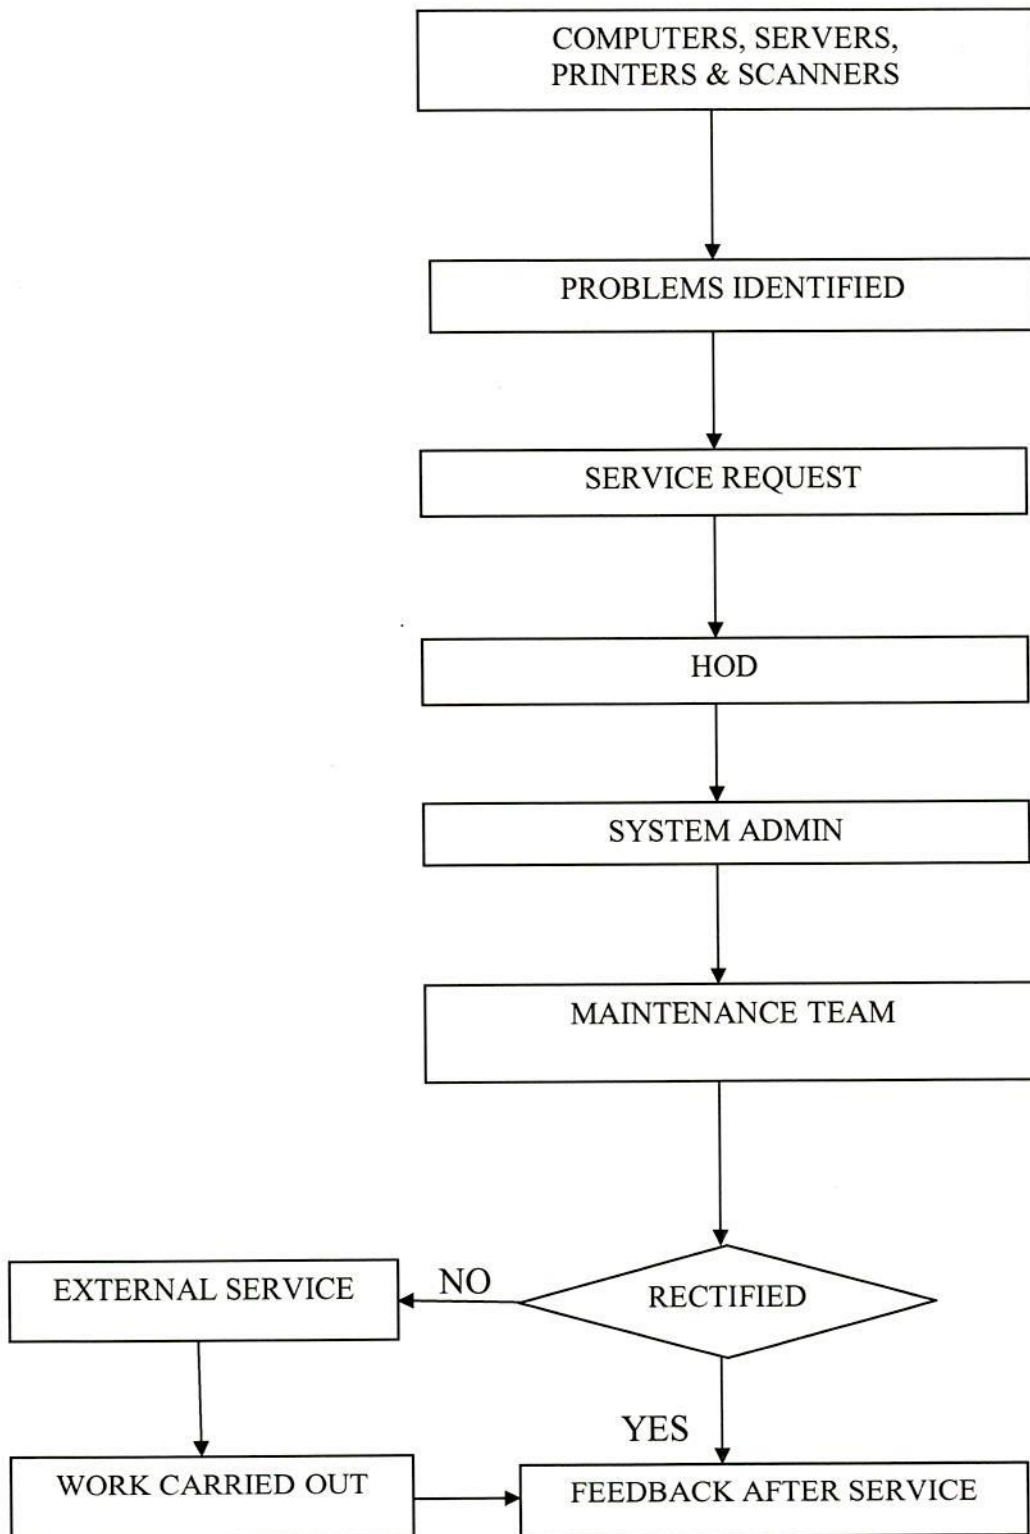 COMPUTERS, SERVERS,
PRINTERS & SCANNERS
PROBLEMS IDENTIFIED
SERVICE REQUEST
HOD
SYSTEM ADMIN
MAINTENANCE TEAM
RECTIFIED
NO
EXTERNAL SERVICE
YES
WORK CARRIED OUT
FEEDBACK AFTER SERVICE